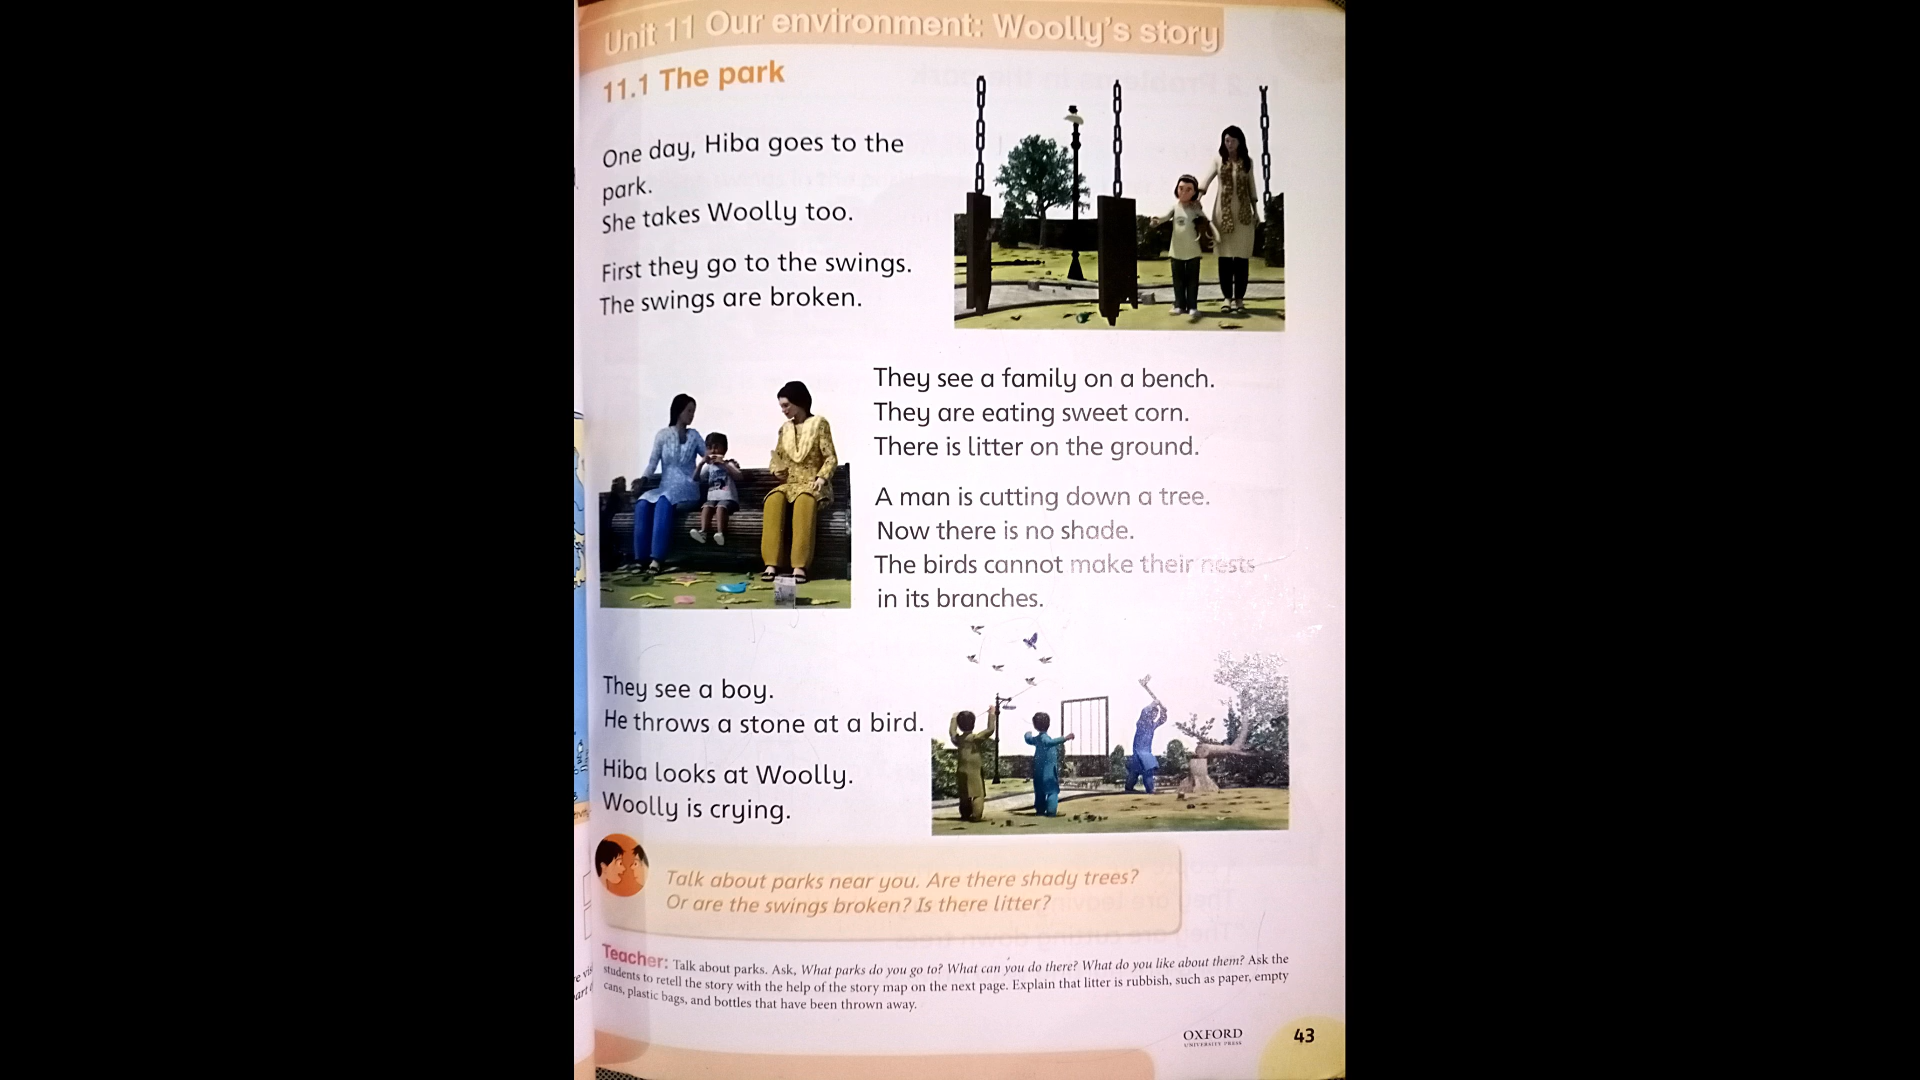 Unit 11 Our environment: Woolly's story
11.1 The park
One day, Hiba goes to the
park.
She takes Woolly too.
First they go to the swings.
The swings are broken.
They see a family on a bench.
They are eating sweet corn.
There is litter on the ground.
A man is cutting down a tree.
Now there is no shade.
The birds cannot make their nests
in its branches.
They see a boy.
He throws a stone at a bird.
Hiba looks at Woolly.
Woolly is crying.
Talk about parks near you. Are there shady trees?
Or are the swings broken? Is there litter?
Teacher: Talk about parks. Ask, What parks do you go to? What can you do there? What do you like about them? Ask the
students to retell the story with the help of the story map on the next page. Explain that litter is rubbish, such as paper, empty
cans, plastic bags, and bottles that have been thrown away.
OXFORD
UNIVERSITY PRESS
43